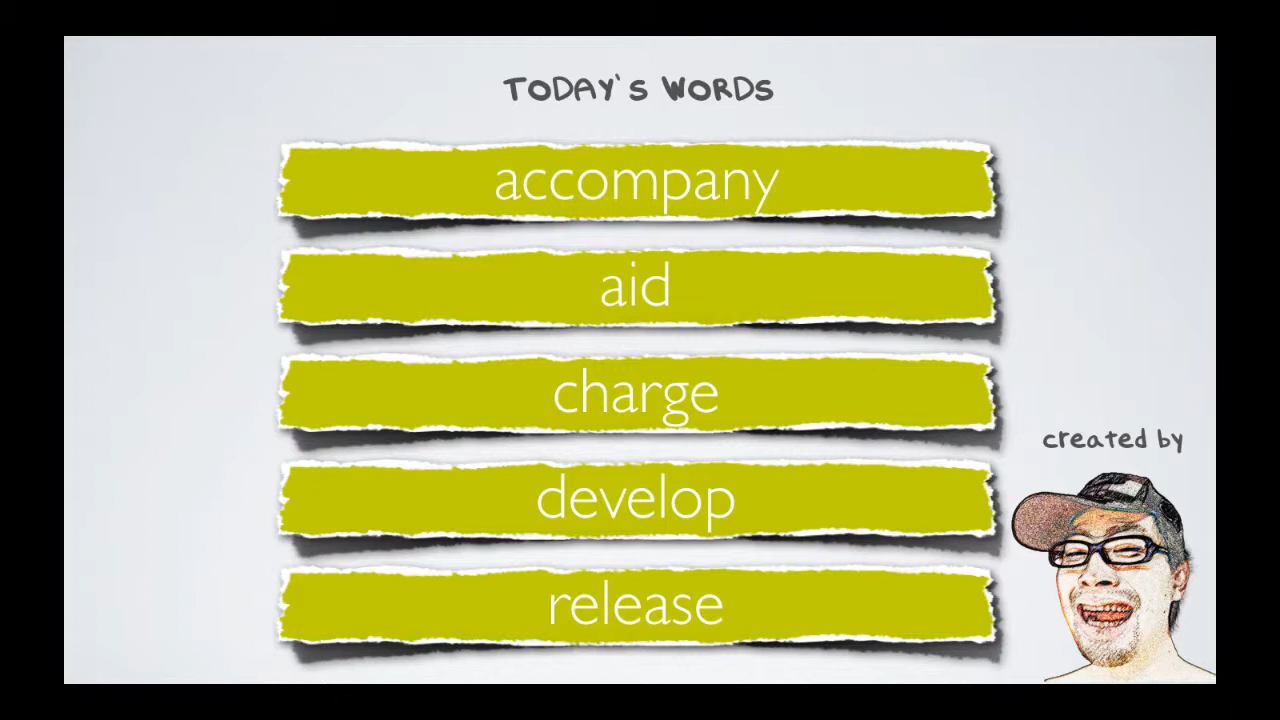 TODAY'S WORDS
accompany
aid
charge
develop
release
created by